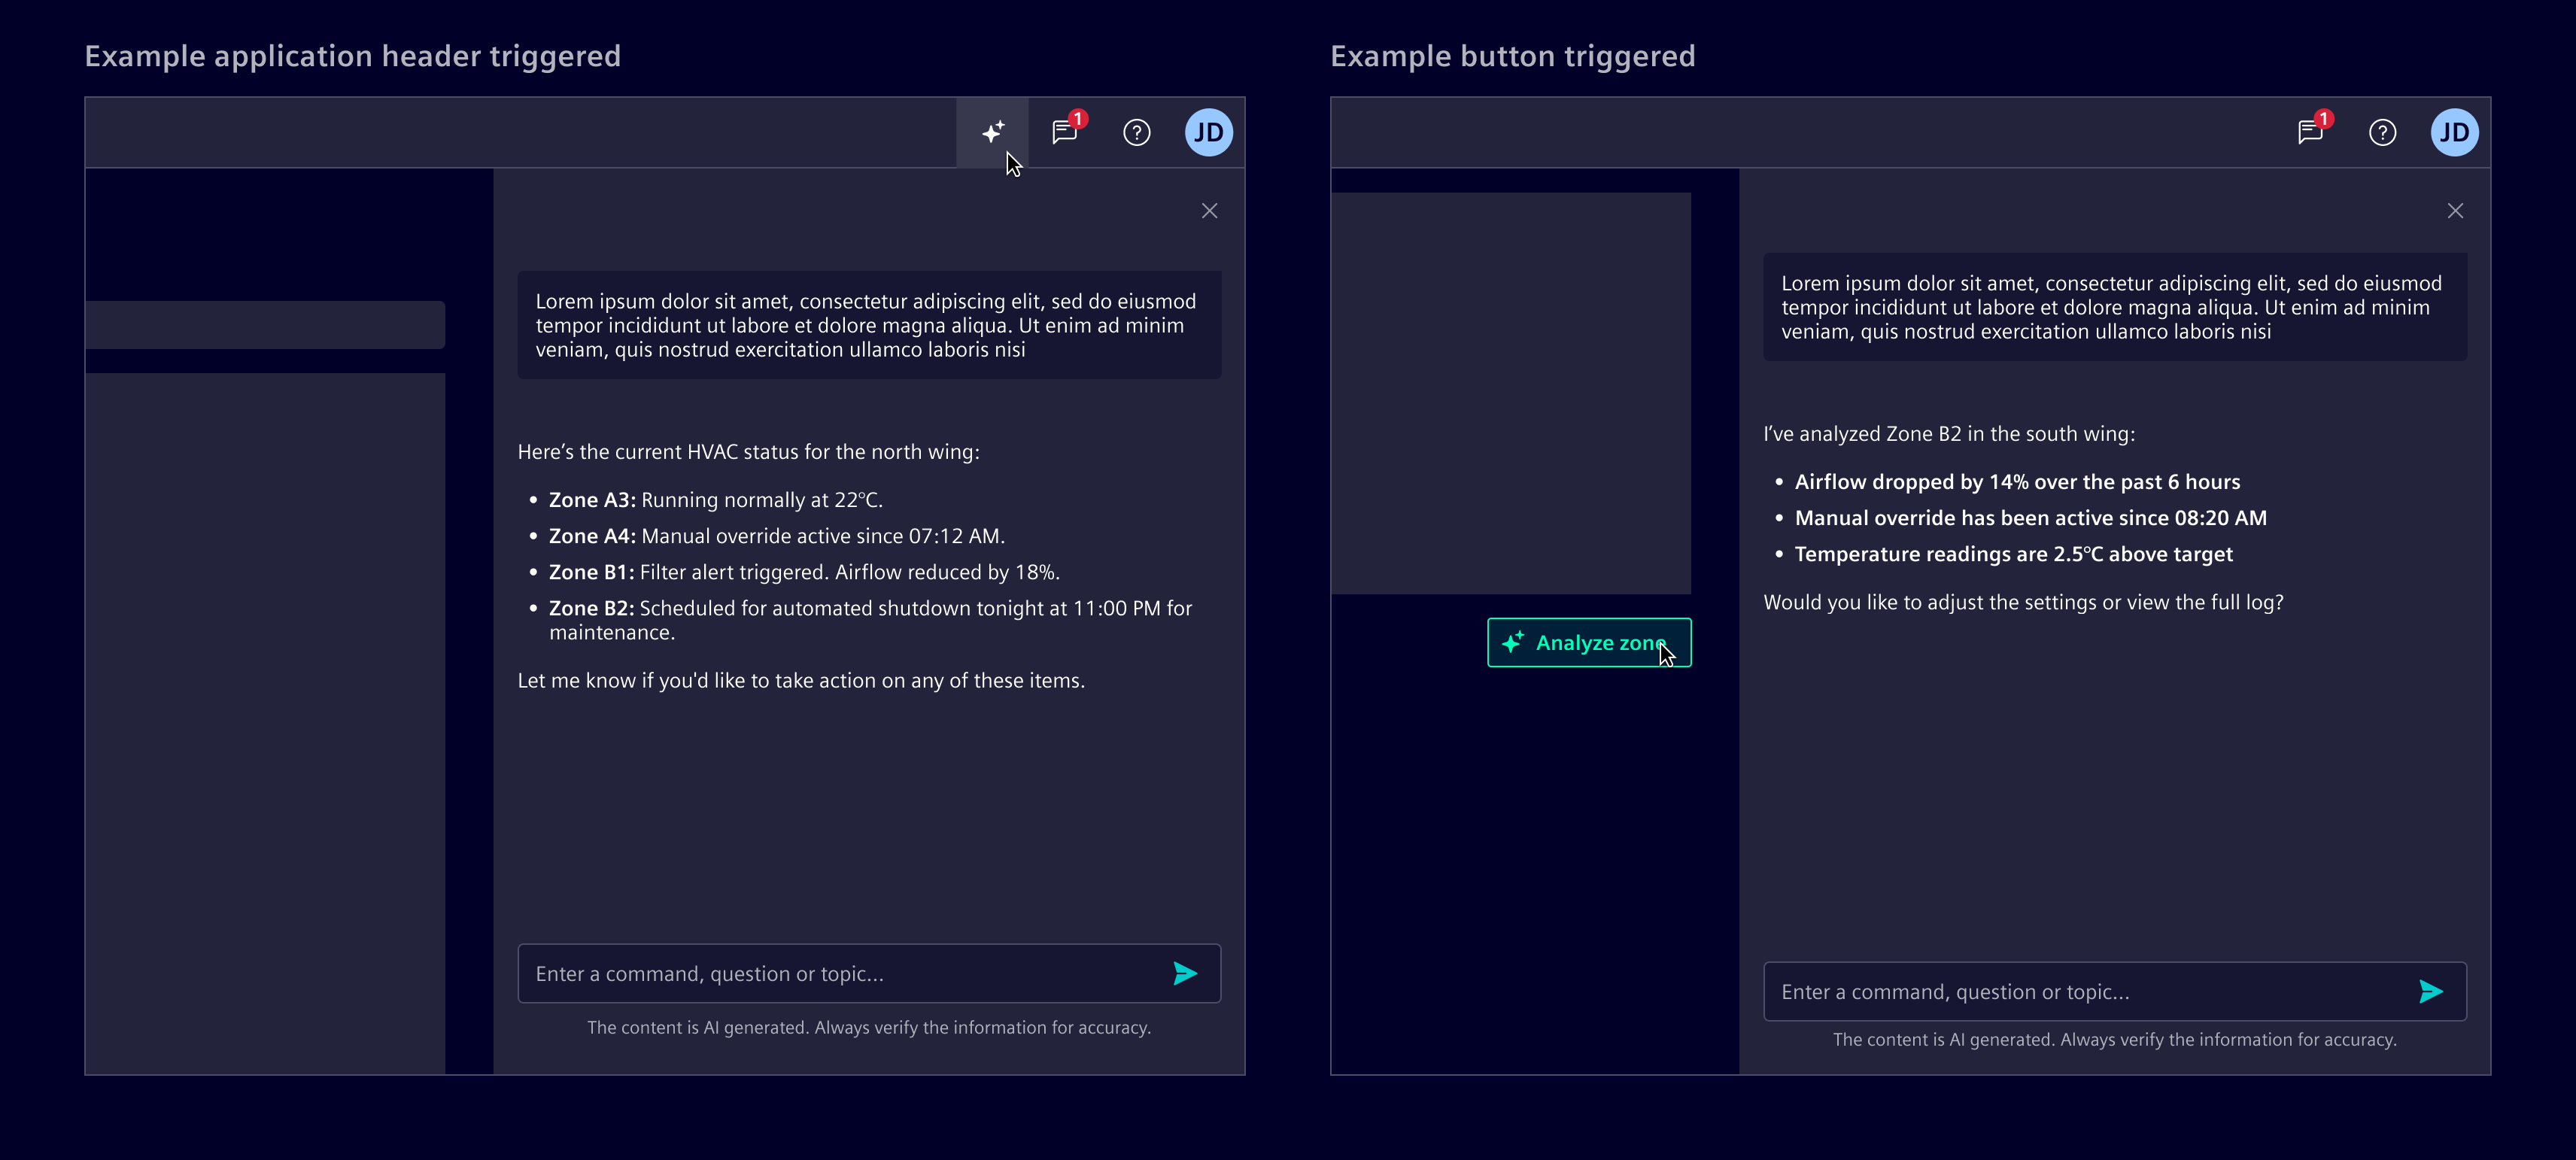 Example application header triggered
1
?
JD
Lorem ipsum dolor sit amet, consectetur adipiscing elit, sed do eiusmod
tempor incididunt ut labore et dolore magna aliqua. Ut enim ad minim
veniam, quis nostrud exercitation ullamco laboris nisi
Here’s the current HVAC status for the north wing:
• Zone A3: Running normally at 22°C.
• Zone A4: Manual override active since 07:12 AM.
• Zone B1: Filter alert triggered. Airflow reduced by 18%.
• Zone B2: Scheduled for automated shutdown tonight at 11:00 PM for
maintenance.
Let me know if you'd like to take action on any of these items.
Enter a command, question or topic...
The content is AI generated. Always verify the information for accuracy.
Example button triggered
1
?
JD
Lorem ipsum dolor sit amet, consectetur adipiscing elit, sed do eiusmod
tempor incididunt ut labore et dolore magna aliqua. Ut enim ad minim
veniam, quis nostrud exercitation ullamco laboris nisi
I’ve analyzed Zone B2 in the south wing:
• Airflow dropped by 14% over the past 6 hours
• Manual override has been active since 08:20 AM
• Temperature readings are 2.5°C above target
Would you like to adjust the settings or view the full log?
Analyze zone
Enter a command, question or topic...
The content is AI generated. Always verify the information for accuracy.